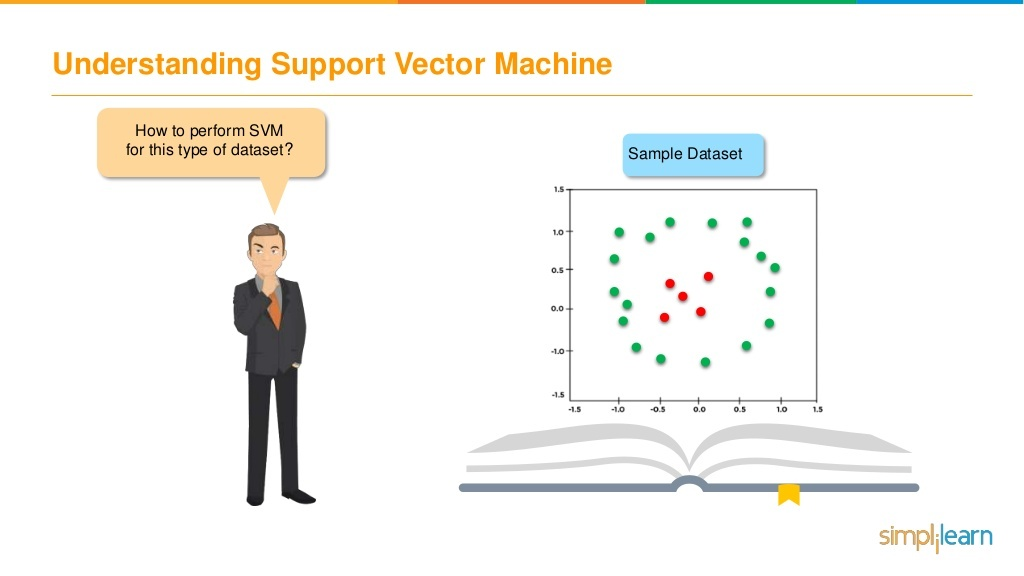 Understanding Support Vector Machine
How to perform SVM
for this type of dataset?
Sample Dataset
1.5
1.0
0.5
0.0
-1.0
-1.5
-1.5 -1.0 -0.5 0.0 0.5 1.0 1.5
simplilearn